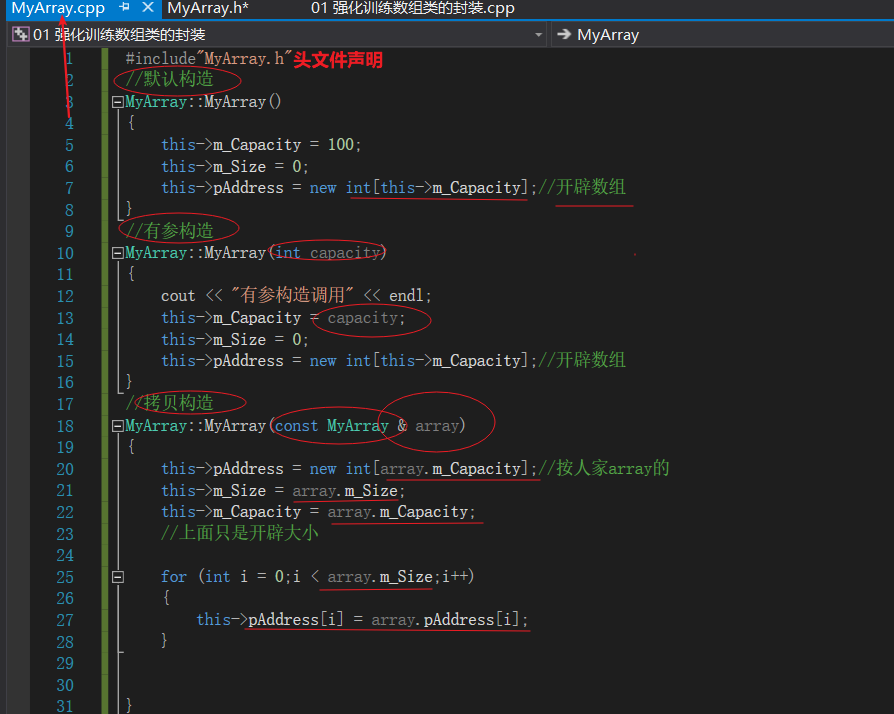 MyArray.cpp MyArray.h* 01 强化训练数组类的封装.cpp
01 强化训练数组类的封装 MyArray
1 #include"MyArray.h"头文件声明
2 //默认构造
3 MyArray::MyArray()
4 {
5 this->m_Capacity = 100;
6 this->m_Size = 0;
7 this->pAddress = new int[this->m_Capacity];//开辟数组
8 }
9 //有参构造
10 MyArray::MyArray(int capacity)
11 {
12 cout << "有参构造调用" << endl;
13 this->m_Capacity = capacity;
14 this->m_Size = 0;
15 this->pAddress = new int[this->m_Capacity];//开辟数组
16 }
17 //拷贝构造
18 MyArray::MyArray(const MyArray & array)
19 {
20 this->pAddress = new int[array.m_Capacity];//按人家array的
21 this->m_Size = array.m_Size;
22 this->m_Capacity = array.m_Capacity;
23 //上面只是开辟大小
24
25 for (int i = 0;i < array.m_Size;i++)
26 {
27 this->pAddress[i] = array.pAddress[i];
28 }
29
30
31 }